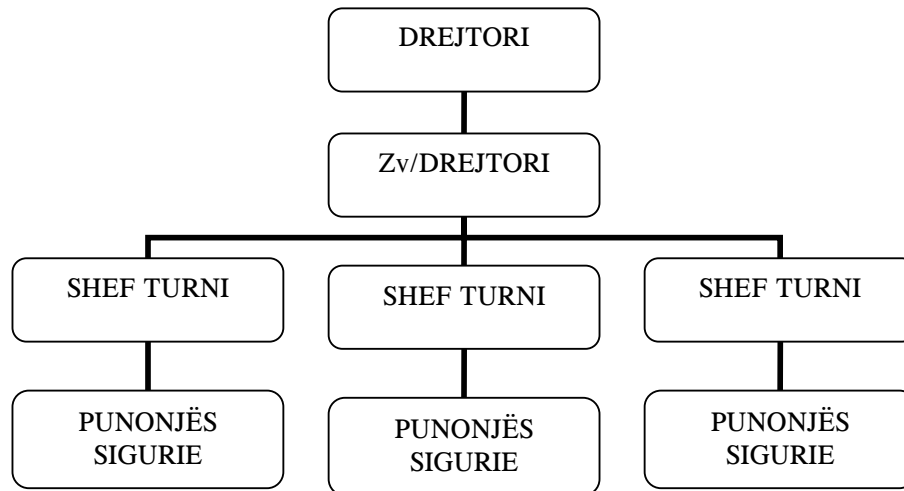 DREJTORI
Zv/DREJTORI
SHEF TURNI
SHEF TURNI
SHEF TURNI
PUNONJËS
SIGURIE
PUNONJËS
SIGURIE
PUNONJËS
SIGURIE